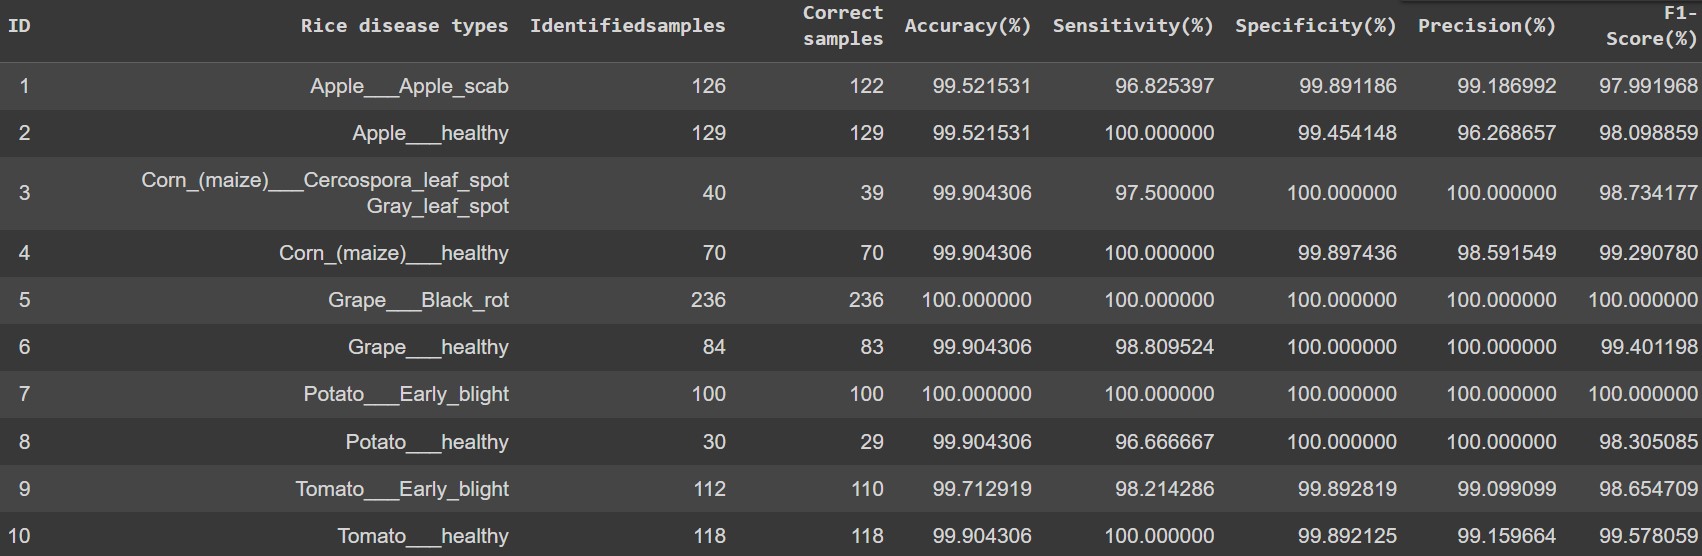 ID Rice disease types Identifiedsamples Correct samples Accuracy(%) Sensitivity(%) Specificity(%) Precision(%) F1-Score(%)
1 Apple___Apple_scab 126 122 99.521531 96.825397 99.891186 99.186992 97.991968
2 Apple___healthy 129 129 99.521531 100.000000 99.454148 96.268657 98.098859
3 Corn_(maize)___Cercospora_leaf_spot Gray_leaf_spot 40 39 99.904306 97.500000 100.000000 100.000000 98.734177
4 Corn_(maize)___healthy 70 70 99.904306 100.000000 99.897436 98.591549 99.290780
5 Grape___Black_rot 236 236 100.000000 100.000000 100.000000 100.000000 100.000000
6 Grape___healthy 84 83 99.904306 98.809524 100.000000 100.000000 99.401198
7 Potato___Early_blight 100 100 100.000000 100.000000 100.000000 100.000000 100.000000
8 Potato___healthy 30 29 99.904306 96.666667 100.000000 100.000000 98.305085
9 Tomato___Early_blight 112 110 99.712919 98.214286 99.892819 99.099099 98.654709
10 Tomato___healthy 118 118 99.904306 100.000000 99.892125 99.159664 99.578059